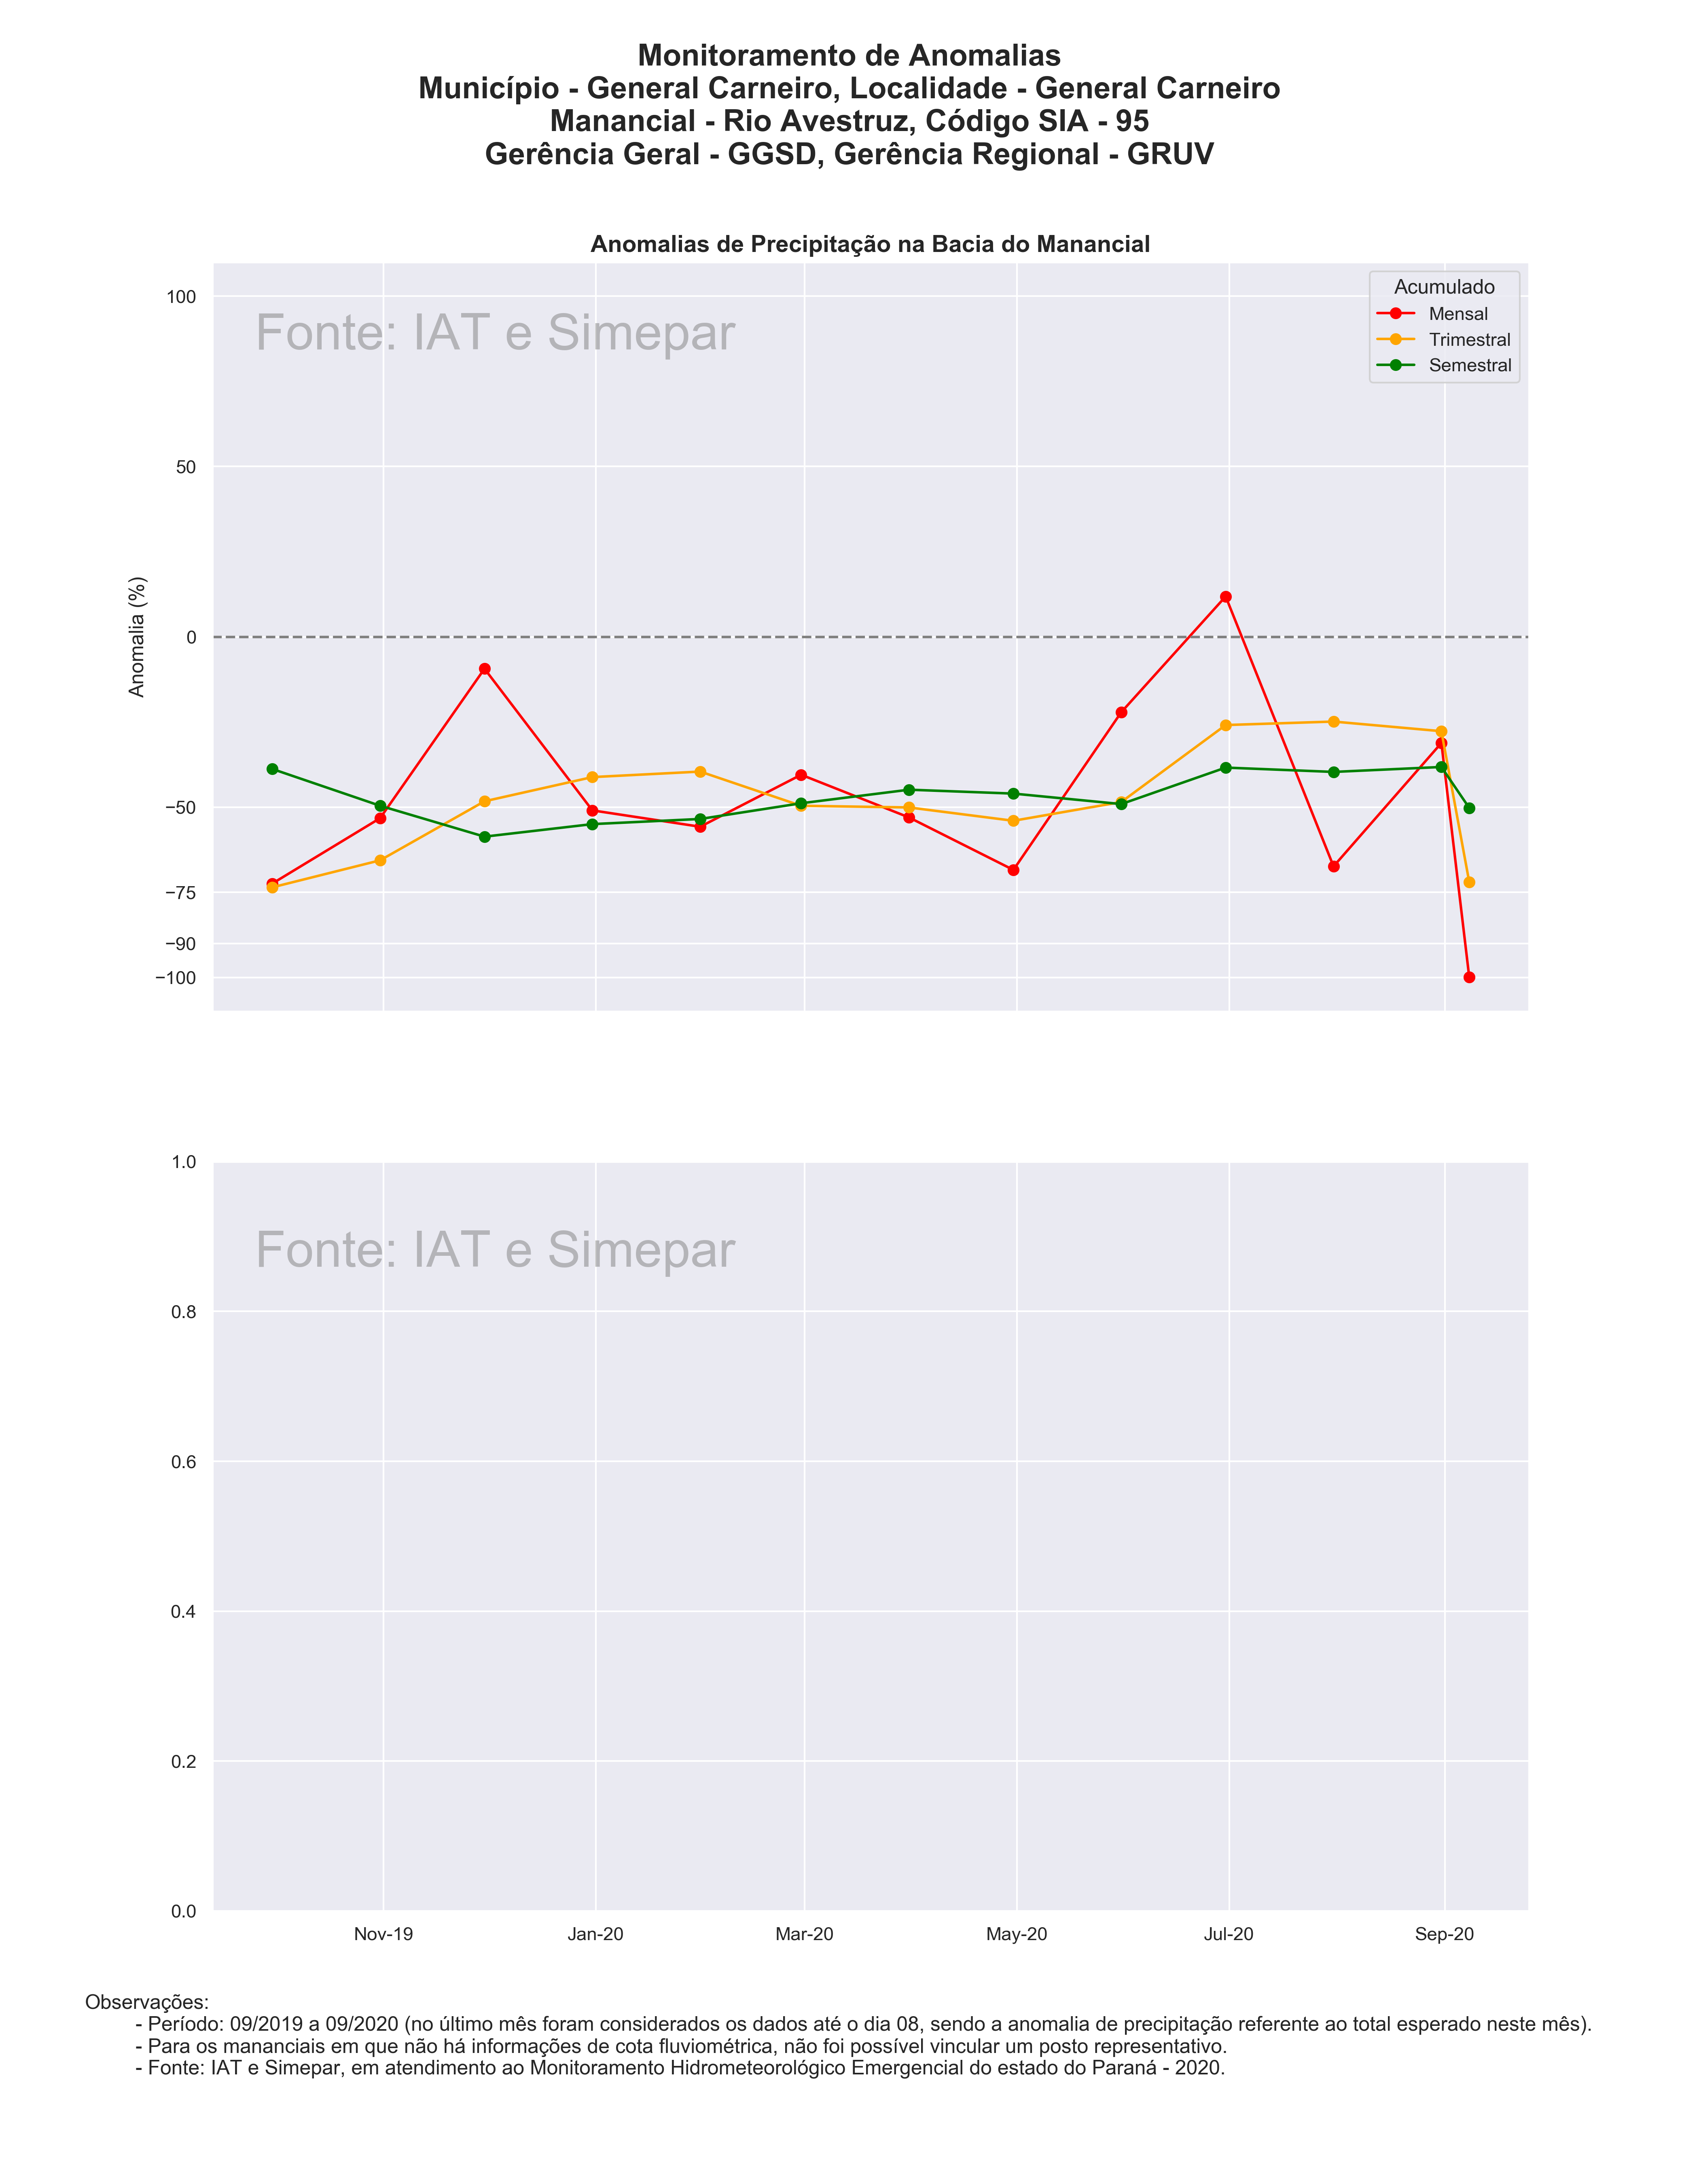 Monitoramento de Anomalias
Município - General Carneiro, Localidade - General Carneiro
Manancial - Rio Avestruz, Código SIA - 95
Gerência Geral - GGSD, Gerência Regional - GRUV
Anomalias de Precipitação na Bacia do Manancial
Fonte: IAT e Simepar
Acumulado
Mensal
Trimestral
Semestral
Anomalia (%)
100
50
0
−50
−75
−90
−100
Fonte: IAT e Simepar
1.0
0.8
0.6
0.4
0.2
0.0
Nov-19 Jan-20 Mar-20 May-20 Jul-20 Sep-20
Observações:
- Período: 09/2019 a 09/2020 (no último mês foram considerados os dados até o dia 08, sendo a anomalia de precipitação referente ao total esperado neste mês).
- Para os mananciais em que não há informações de cota fluviométrica, não foi possível vincular um posto representativo.
- Fonte: IAT e Simepar, em atendimento ao Monitoramento Hidrometeorológico Emergencial do estado do Paraná - 2020.